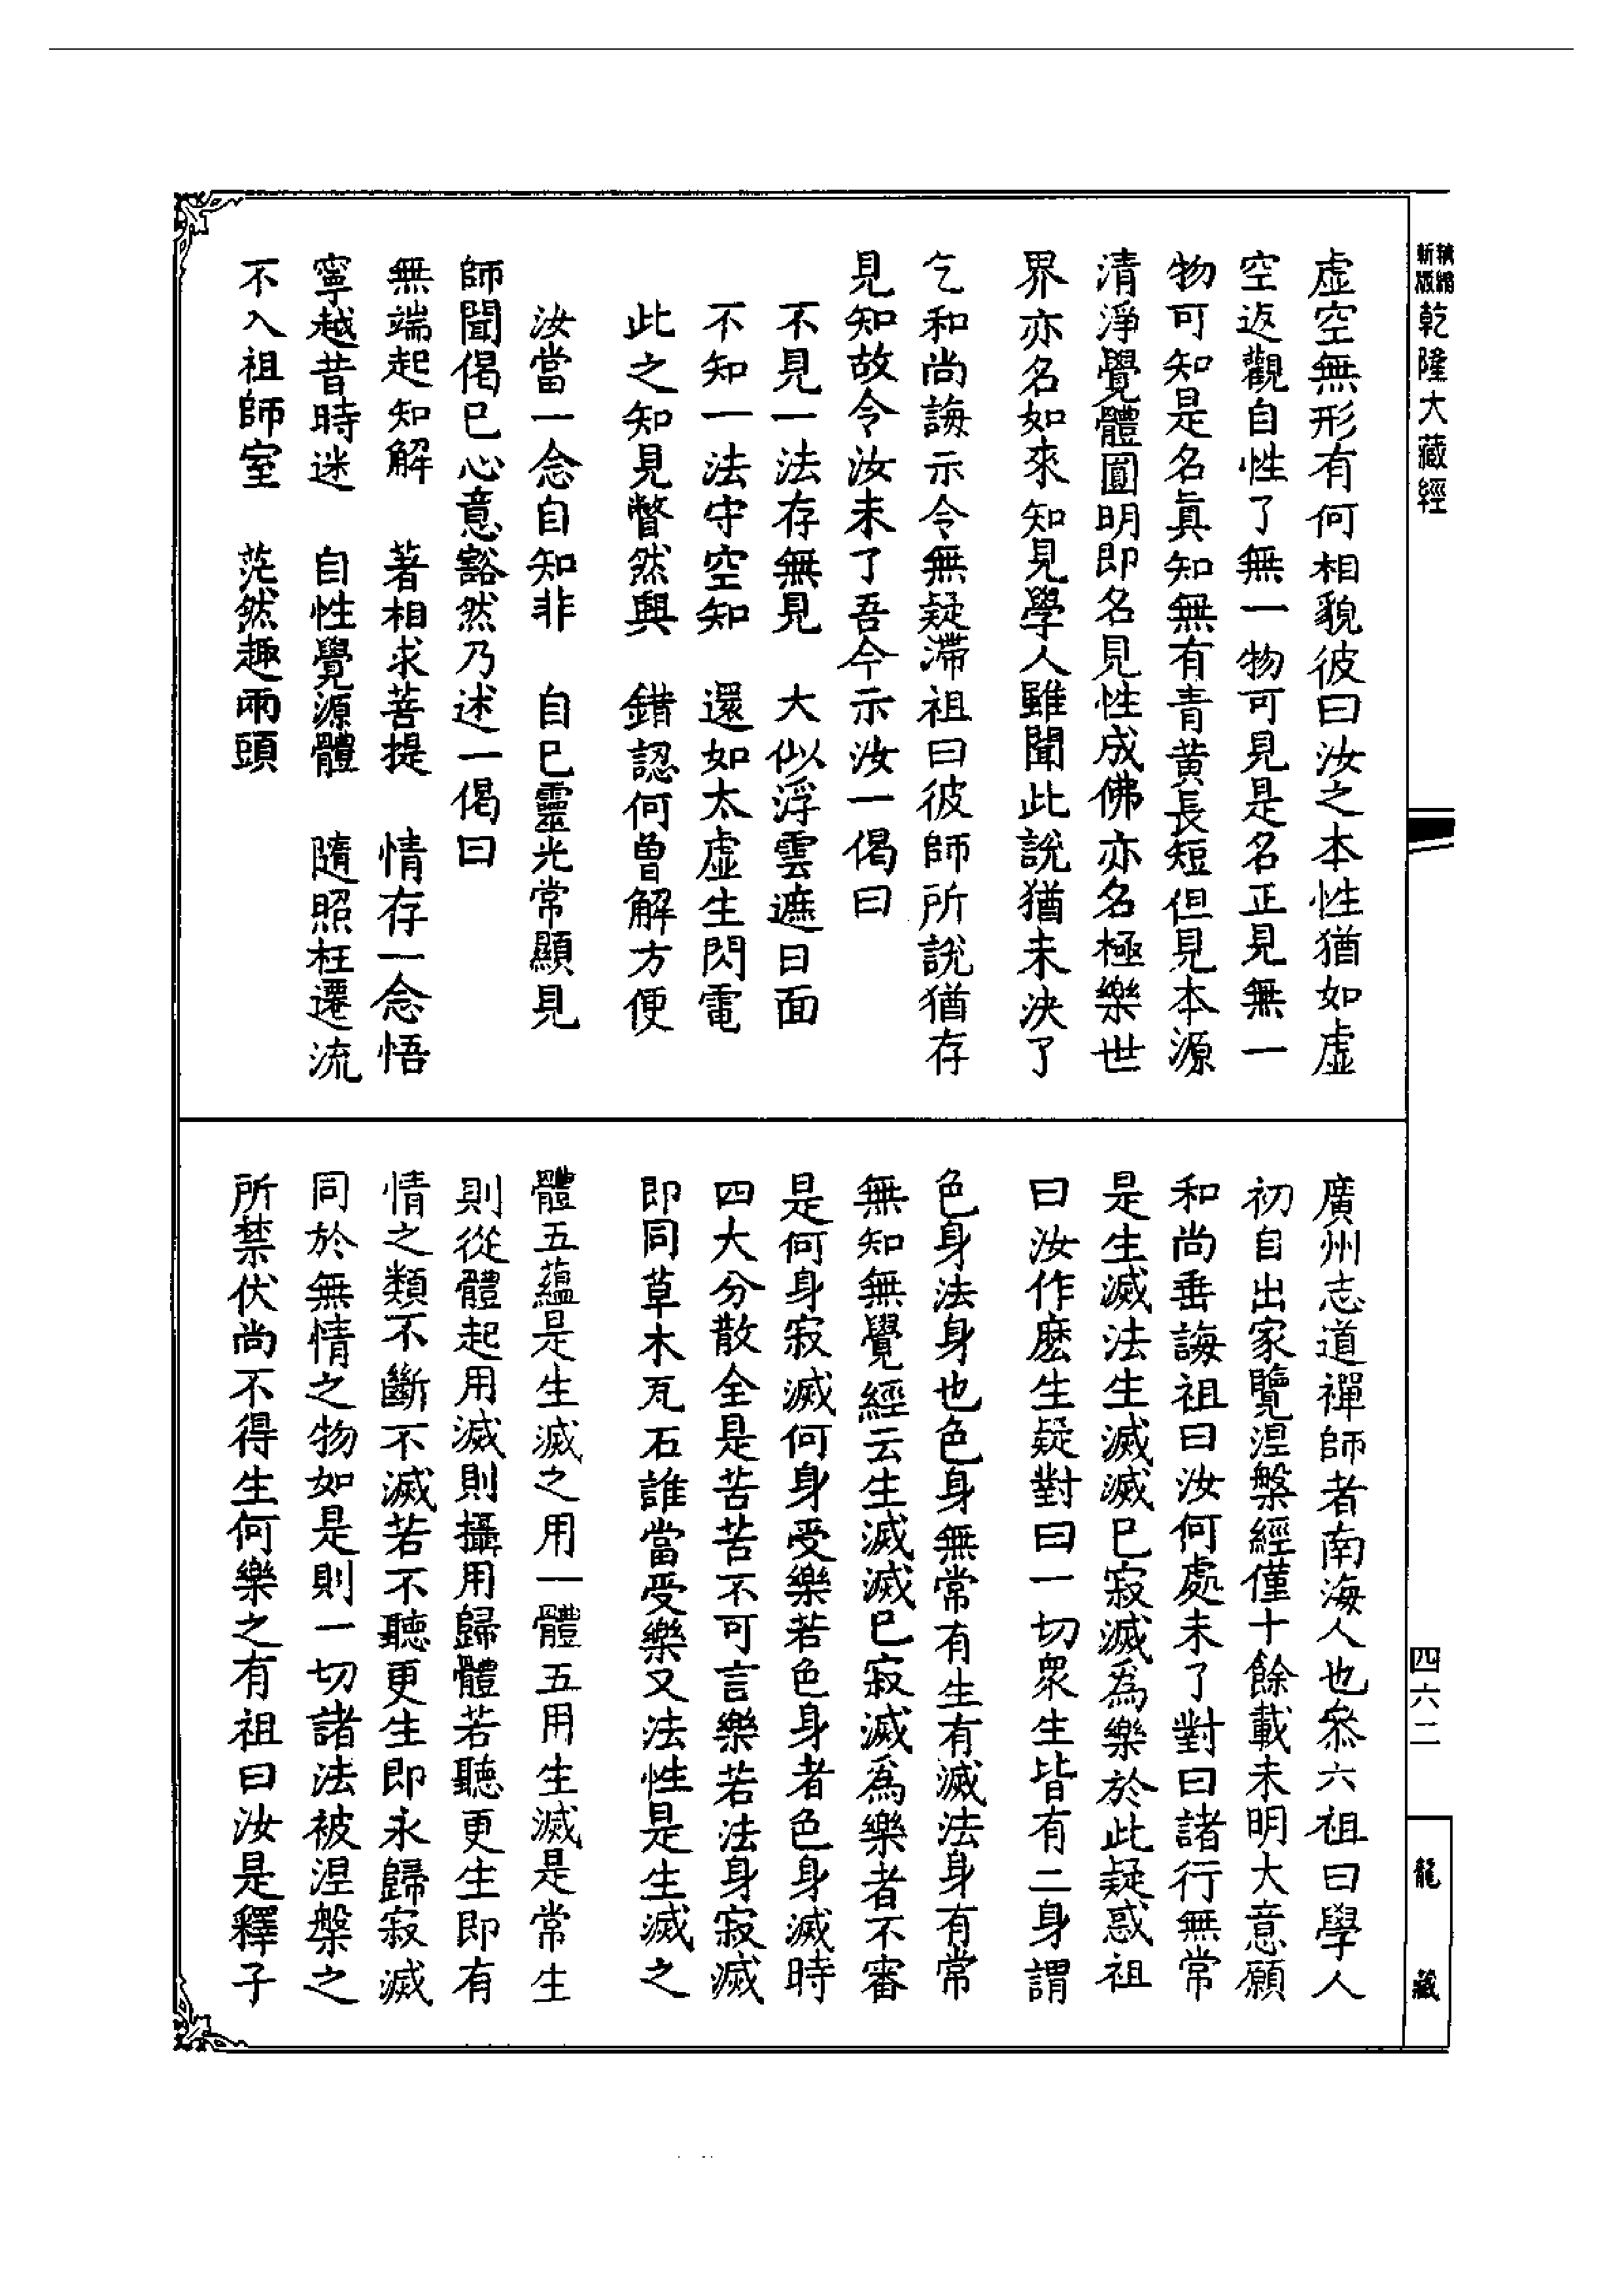 乾隆大藏經
虛空無形有何相貌彼曰汝之本性猶如虛
空返觀自性了無一物可見是名正見無一
物可知是名眞知無有青黃長短但見本源
清淨覺體圓明即名見性成佛亦名極樂世
界亦名如來知見學人雖聞此說猶未決了
乞和尚誨示令無疑滯祖曰彼師所說猶存
見知故令汝未了吾今示汝一偈曰
不見一法存無見　大似浮雲遮日面
不知一法守空知　還如太虛生閃電
此之知見瞥然興　錯認何曾解方便
汝當一念自知非　自己靈光常顯見
師聞偈已心意豁然乃述一偈曰
無端起知解　著相求菩提　情存一念悟
寧越昔時迷　自性覺源體　隨照枉遷流
不入祖師室　茫然趣兩頭
廣州志道禪師者南海人也叅六祖曰學人
初自出家覽涅槃經僅十餘載未明大意願
和尚垂誨祖曰汝何處未了對曰諸行無常
是生滅法生滅滅已寂滅爲樂於此疑惑祖
曰汝作麽生疑對曰一切眾生皆有二身謂
色身法身也色身無常有生有滅法身有常
無知無覺經云生滅滅已寂滅爲樂者不審
是何身寂滅何身受樂若色身者色身滅時
四大分散全是苦苦不可言樂若法身寂滅
即同草木瓦石誰當受樂又法性是生滅之
體五蘊是生滅之用一體五用生滅是常生
則從體起用滅則攝用歸體若聽更生即有
情之類不斷不滅若不聽更生即永歸寂滅
同於無情之物如是則一切諸法被涅槃之
所禁伏尚不得生何樂之有祖曰汝是釋子
四六二
龍藏